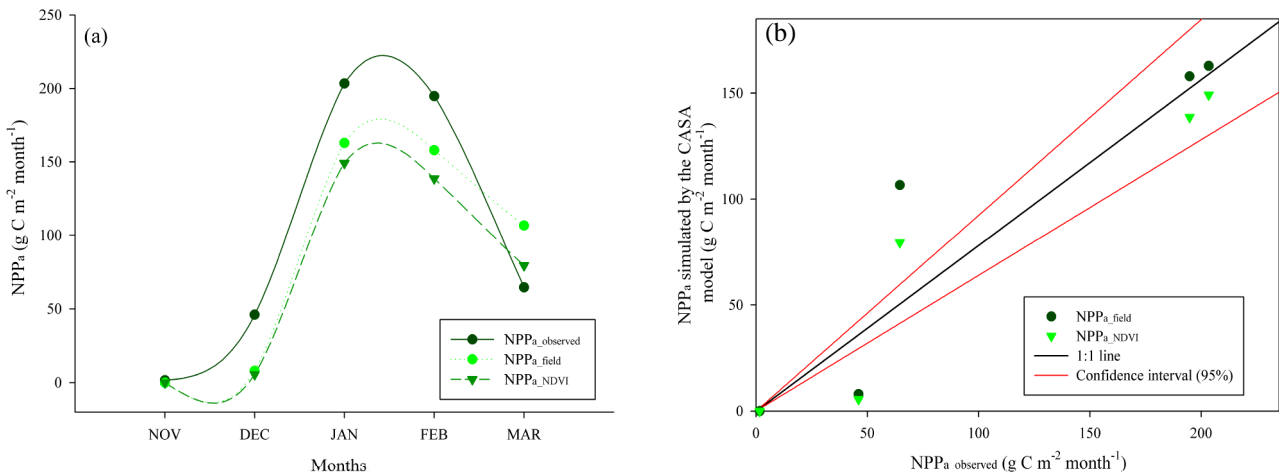 (a)
250
200
150
100
50
0
NPPa (g C m⁻² month⁻¹)
NOV DEC JAN FEB MAR
Months
NPPa_observed
NPPa_field
NPPa_NDVI
(b)
150
100
50
0
NPPa simulated by the CASA
model (g C m⁻² month⁻¹)
0 50 100 150 200
NPPa observed (g C m⁻² month⁻¹)
NPPa_field
NPPa_NDVI
1:1 line
Confidence interval (95%)